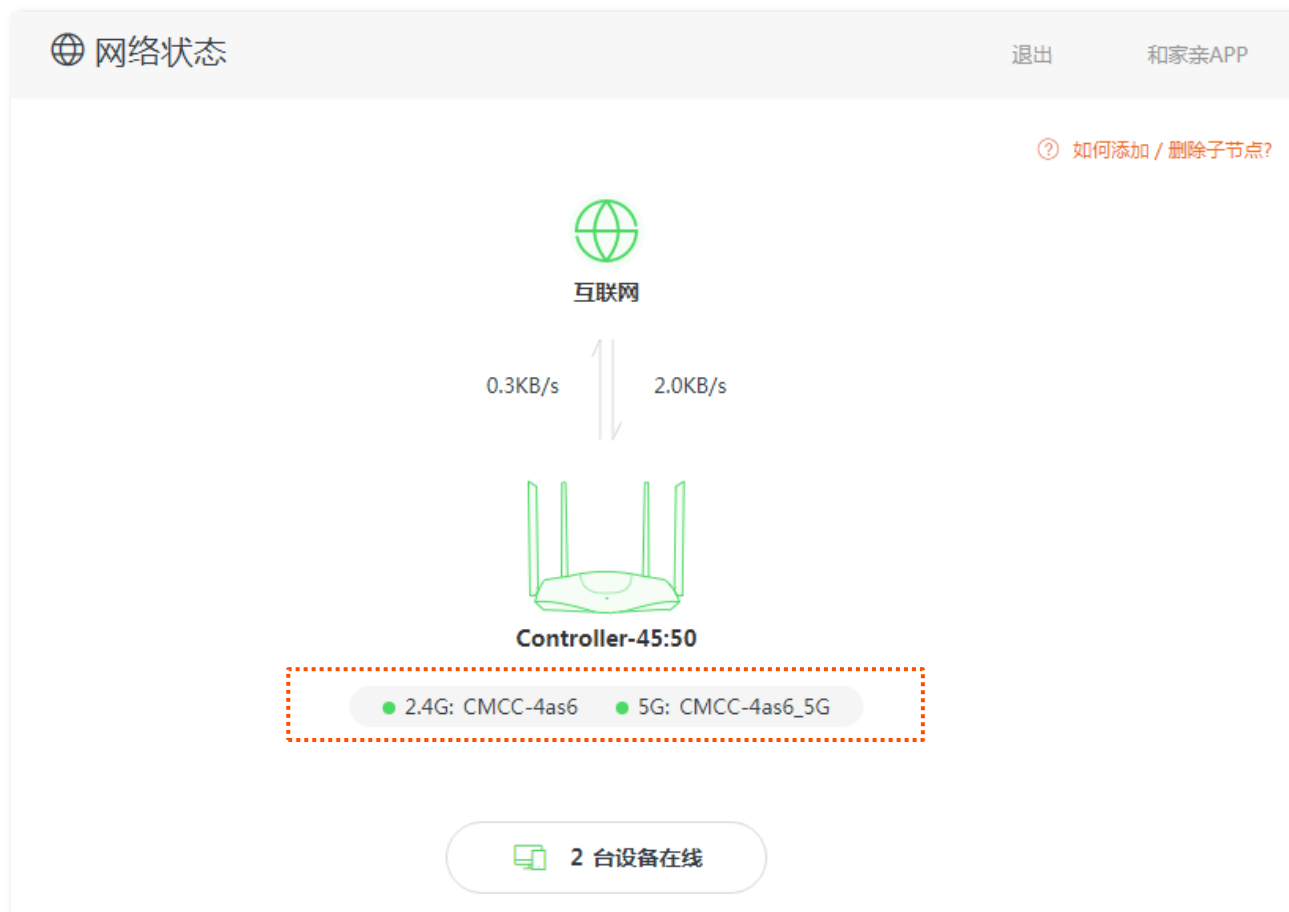 网络状态
退出 和家亲APP
如何添加 / 删除子节点?
互联网
0.3KB/s 2.0KB/s
Controller-45:50
2.4G: CMCC-4as6 5G: CMCC-4as6_5G
2 台设备在线